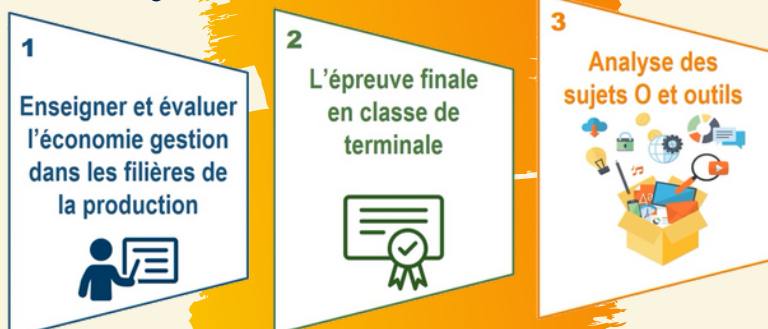 1
Enseigner et évaluer
l'économie gestion
dans les filières de
la production
2
L'épreuve finale
en classe de
terminale
3
Analyse des
sujets O et outils